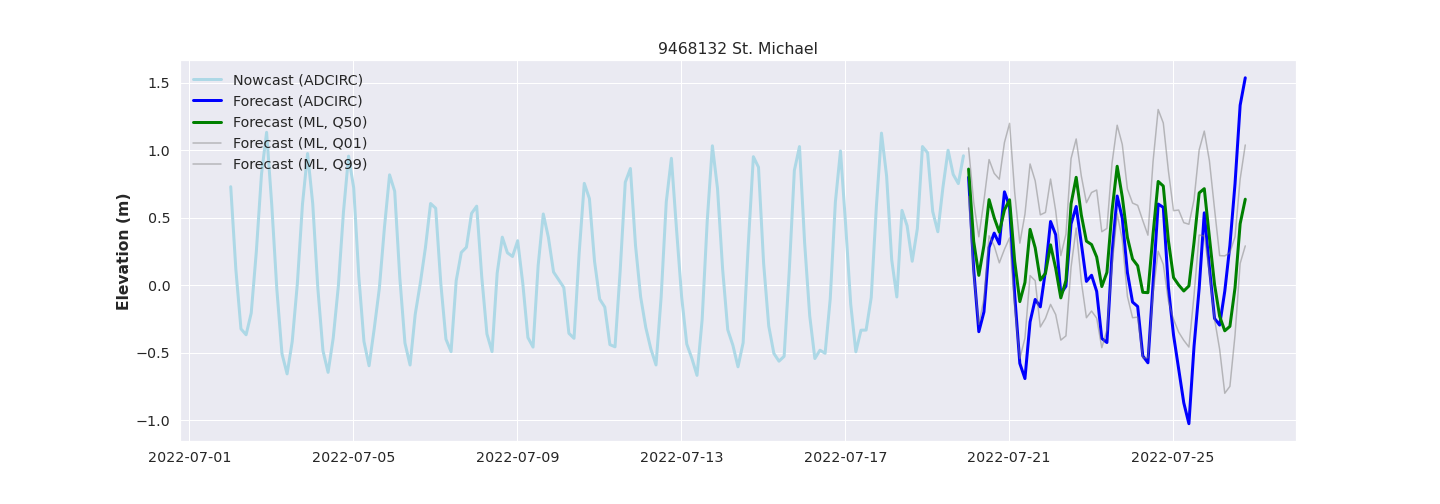 9468132 St. Michael
Nowcast (ADCIRC)
Forecast (ADCIRC)
Forecast (ML, Q50)
Forecast (ML, Q01)
Forecast (ML, Q99)
Elevation (m)
1.5
1.0
0.5
0.0
−0.5
−1.0
2022-07-01 2022-07-05 2022-07-09 2022-07-13 2022-07-17 2022-07-21 2022-07-25